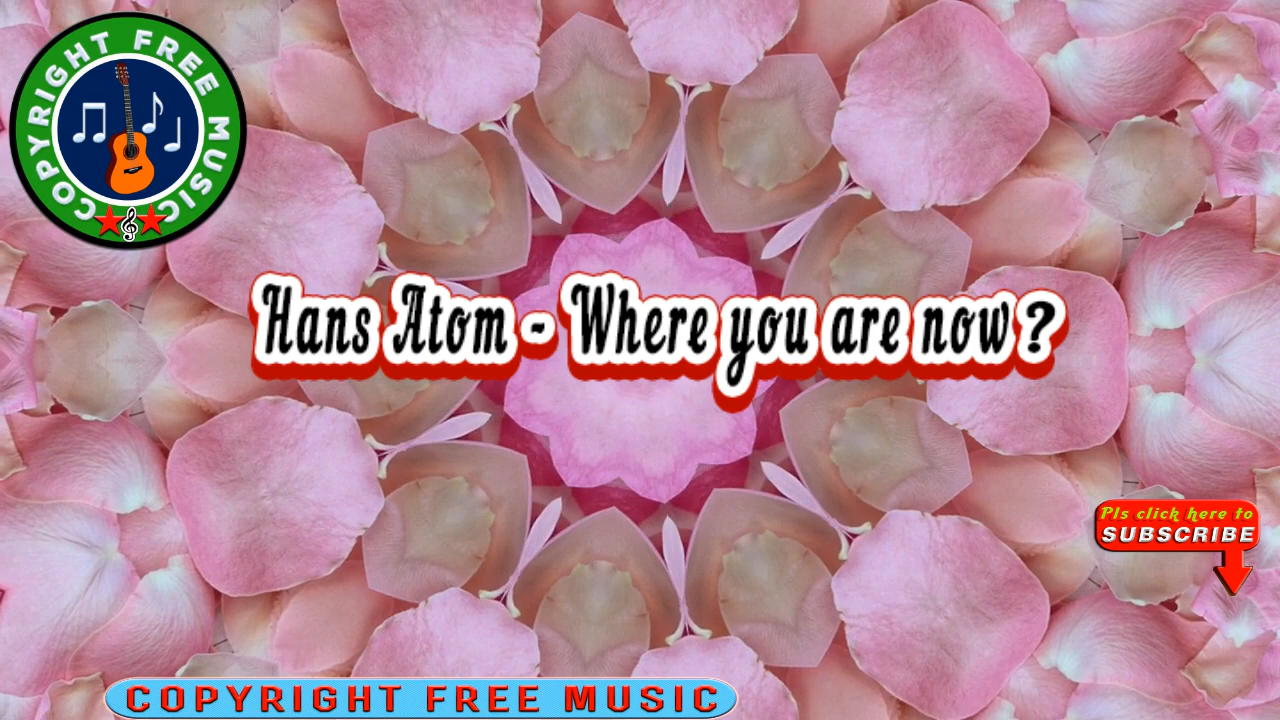 COPYRIGHT FREE MUSIC
Hans Atom - Where you are now?
Pls click here to
SUBSCRIBE
COPYRIGHT FREE MUSIC